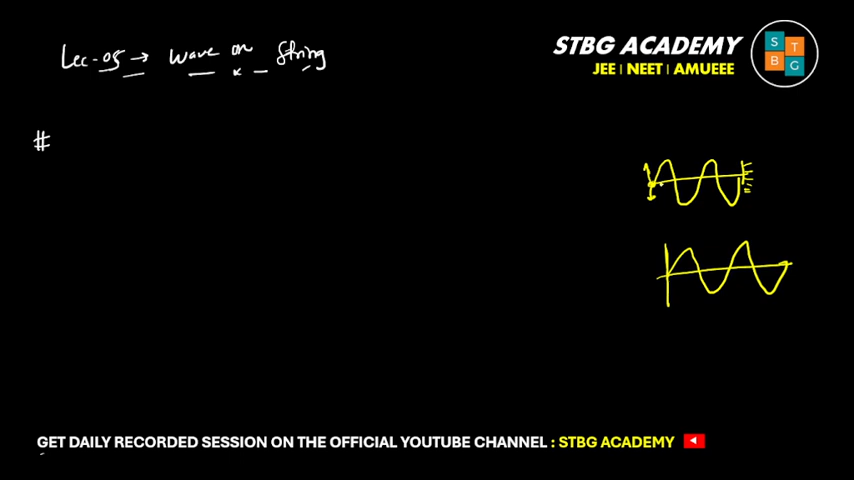 Lec-05 → Wave on String
STBG ACADEMY
JEE | NEET | AMUEEE
S T
B G
#
GET DAILY RECORDED SESSION ON THE OFFICIAL YOUTUBE CHANNEL : STBG ACADEMY